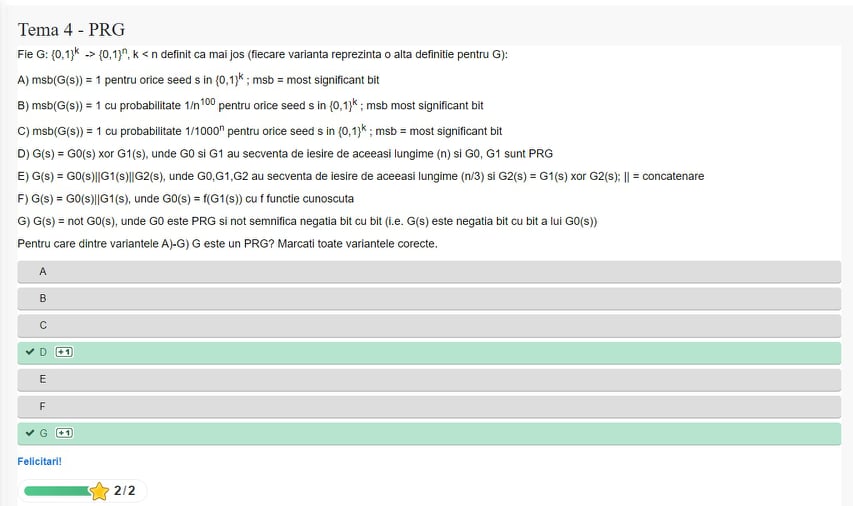 Tema 4 - PRG
Fie G: {0,1}^k -> {0,1}^n, k < n definit ca mai jos (fiecare varianta reprezinta o alta definitie pentru G):
A) msb(G(s)) = 1 pentru orice seed s in {0,1}^k ; msb = most significant bit
B) msb(G(s)) = 1 cu probabilitate 1/n^100 pentru orice seed s in {0,1}^k ; msb most significant bit
C) msb(G(s)) = 1 cu probabilitate 1/1000^n pentru orice seed s in {0,1}^k ; msb = most significant bit
D) G(s) = G0(s) xor G1(s), unde G0 si G1 au secventa de iesire de aceeasi lungime (n) si G0, G1 sunt PRG
E) G(s) = G0(s)||G1(s)||G2(s), unde G0,G1,G2 au secventa de iesire de aceeasi lungime (n/3) si G2(s) = G1(s) xor G2(s); || = concatenare
F) G(s) = G0(s)||G1(s), unde G0(s) = f(G1(s)) cu f functie cunoscuta
G) G(s) = not G0(s), unde G0 este PRG si not semnifica negatia bit cu bit (i.e. G(s) este negatia bit cu bit a lui G0(s))
Pentru care dintre variantele A)-G) G este un PRG? Marcati toate variantele corecte.
A
B
C
✔ D +1
E
F
✔ G +1
Felicitari!
2/2